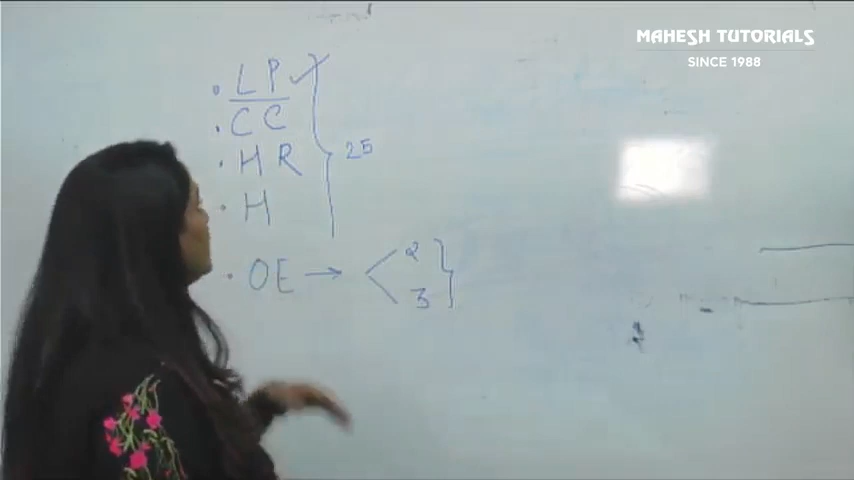 MAHESH TUTORIALS
SINCE 1988
LP
CC
HR
25
H
OE → 2
3